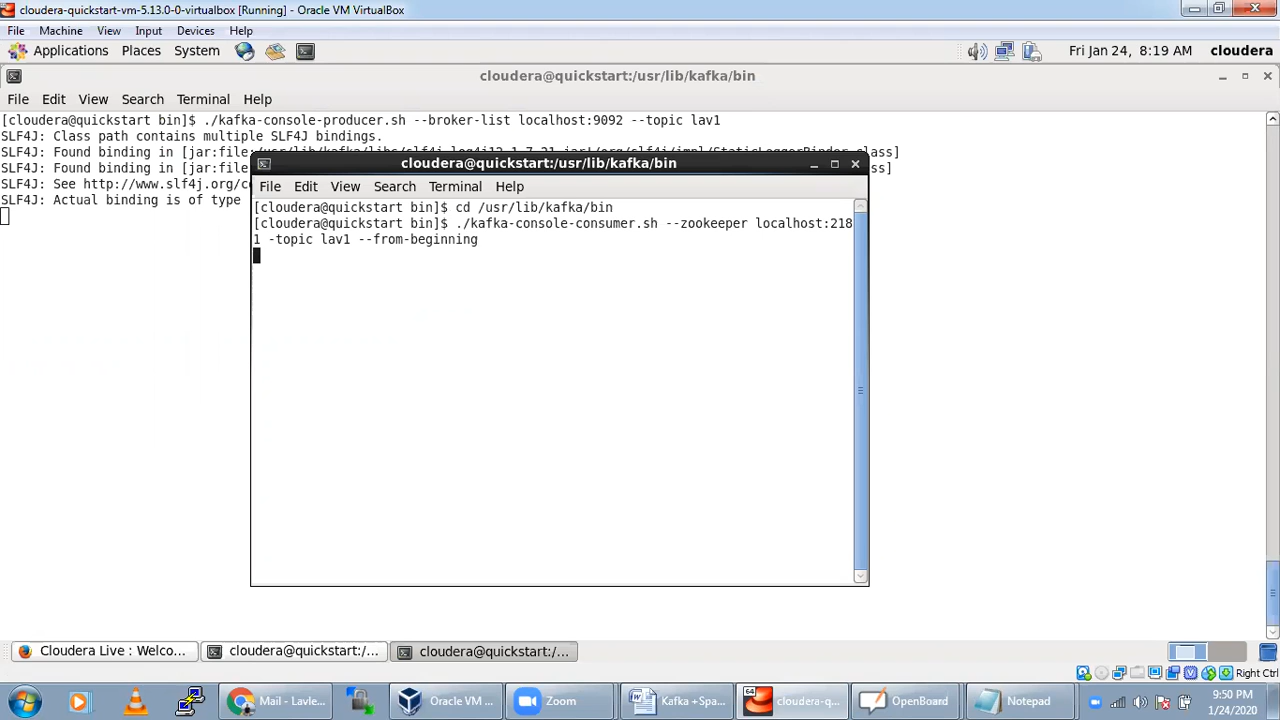 cloudera-quickstart-vm-5.13.0-0-virtualbox [Running] - Oracle VM VirtualBox
File Machine View Input Devices Help
Applications Places System Fri Jan 24, 8:19 AM cloudera
cloudera@quickstart:/usr/lib/kafka/bin
File Edit View Search Terminal Help
[cloudera@quickstart bin]$ ./kafka-console-producer.sh --broker-list localhost:9092 --topic lav1
SLF4J: Class path contains multiple SLF4J bindings.
SLF4J: Found binding in [jar:file:
SLF4J: Found binding in [jar:f
SLF4J: See http://www.slf4j.org/c
SLF4J: Actual binding is of type
cloudera@quickstart:/usr/lib/kafka/bin
File Edit View Search Terminal Help
[cloudera@quickstart bin]$ cd /usr/lib/kafka/bin
[cloudera@quickstart bin]$ ./kafka-console-consumer.sh --zookeeper localhost:218
1 -topic lav1 --from-beginning
Cloudera Live : Welco... cloudera@quickstart:/... cloudera@quickstart:/...
Right Ctrl
Mail - Lavle... Oracle VM ... Zoom Kafka +Spa... 64 cloudera-q... OpenBoard Notepad
9:50 PM
1/24/2020